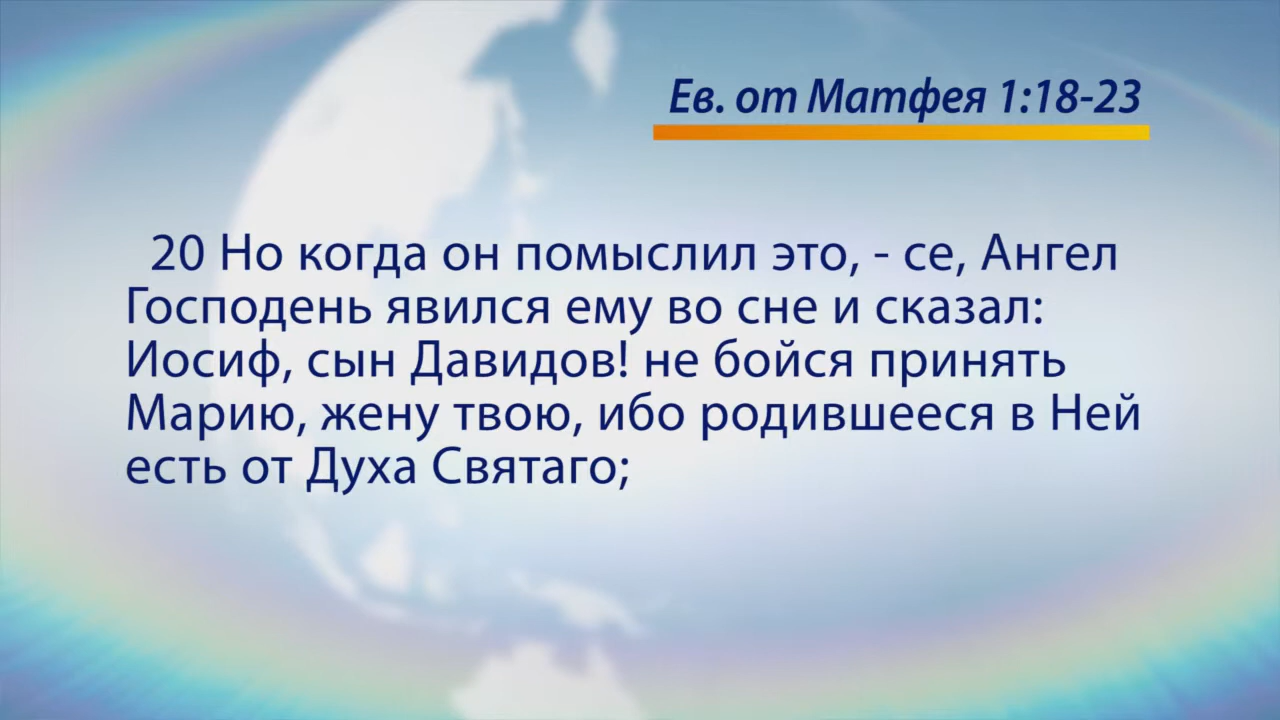 Ев. от Матфея 1:18-23
20 Но когда он помыслил это, - се, Ангел
Господень явился ему во сне и сказал:
Иосиф, сын Давидов! не бойся принять
Марию, жену твою, ибо родившееся в Ней
есть от Духа Святаго;